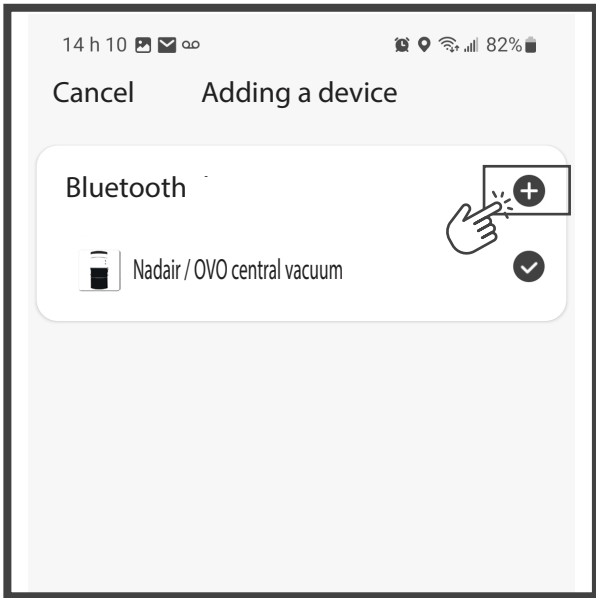 14 h 10 82%
Cancel Adding a device
Bluetooth
Nadair / OVO central vacuum